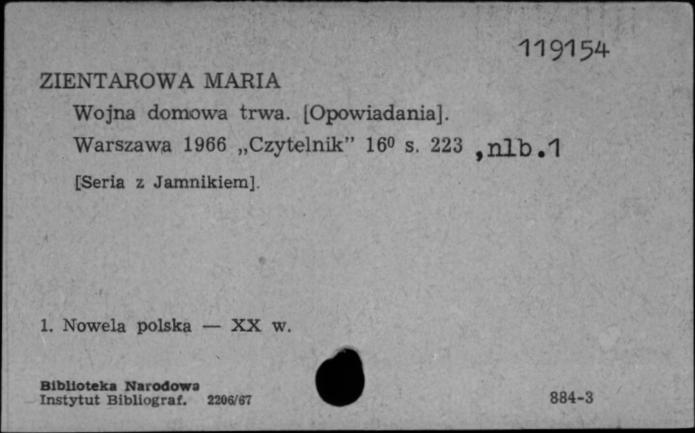 119154
ZIENTAROWA MARIA
Wojna domowa trwa. [Opowiadania].
Warszawa 1966 „Czytelnik” 16⁰ s. 223 , nlb.1
[Seria z Jamnikiem].
1. Nowela polska — XX w.
Biblioteka Narodowa
Instytut Bibliograf. 2206/67
884-3